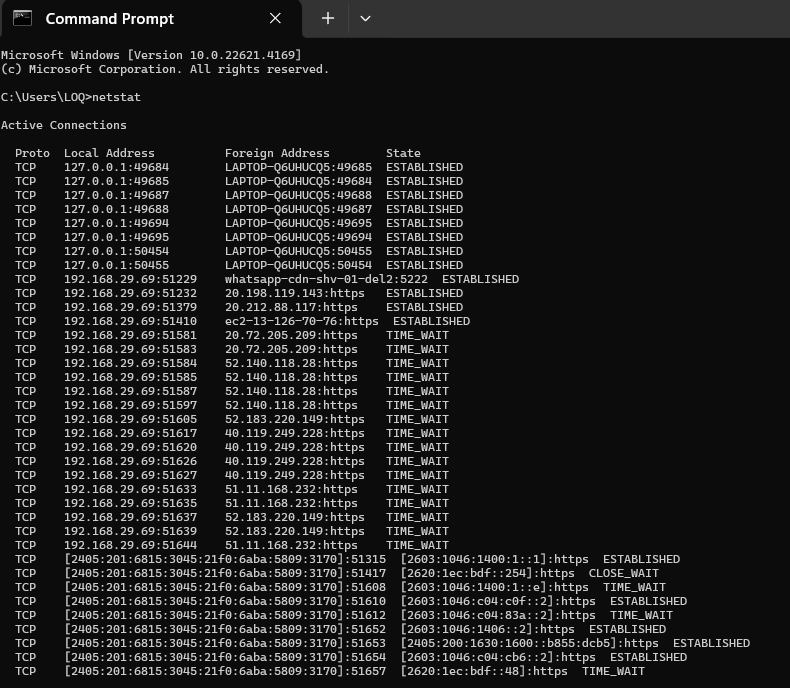 Command Prompt
Microsoft Windows [Version 10.0.22621.4169]
(c) Microsoft Corporation. All rights reserved.
C:\Users\LOQ>netstat
Active Connections
Proto  Local Address          Foreign Address        State
TCP    127.0.0.1:49684        LAPTOP-Q6UHUCQ5:49685  ESTABLISHED
TCP    127.0.0.1:49685        LAPTOP-Q6UHUCQ5:49684  ESTABLISHED
TCP    127.0.0.1:49687        LAPTOP-Q6UHUCQ5:49688  ESTABLISHED
TCP    127.0.0.1:49688        LAPTOP-Q6UHUCQ5:49687  ESTABLISHED
TCP    127.0.0.1:49694        LAPTOP-Q6UHUCQ5:49695  ESTABLISHED
TCP    127.0.0.1:49695        LAPTOP-Q6UHUCQ5:49694  ESTABLISHED
TCP    127.0.0.1:50454        LAPTOP-Q6UHUCQ5:50455  ESTABLISHED
TCP    127.0.0.1:50455        LAPTOP-Q6UHUCQ5:50454  ESTABLISHED
TCP    192.168.29.69:51229    whatsapp-cdn-shv-01-del2:5222  ESTABLISHED
TCP    192.168.29.69:51232    20.198.119.143:https   ESTABLISHED
TCP    192.168.29.69:51379    20.212.88.117:https    ESTABLISHED
TCP    192.168.29.69:51410    ec2-13-126-70-76:https  ESTABLISHED
TCP    192.168.29.69:51581    20.72.205.209:https    TIME_WAIT
TCP    192.168.29.69:51583    20.72.205.209:https    TIME_WAIT
TCP    192.168.29.69:51584    52.140.118.28:https    TIME_WAIT
TCP    192.168.29.69:51585    52.140.118.28:https    TIME_WAIT
TCP    192.168.29.69:51587    52.140.118.28:https    TIME_WAIT
TCP    192.168.29.69:51597    52.140.118.28:https    TIME_WAIT
TCP    192.168.29.69:51605    52.183.220.149:https   TIME_WAIT
TCP    192.168.29.69:51617    40.119.249.228:https   TIME_WAIT
TCP    192.168.29.69:51620    40.119.249.228:https   TIME_WAIT
TCP    192.168.29.69:51626    40.119.249.228:https   TIME_WAIT
TCP    192.168.29.69:51627    40.119.249.228:https   TIME_WAIT
TCP    192.168.29.69:51633    51.11.168.232:https    TIME_WAIT
TCP    192.168.29.69:51635    51.11.168.232:https    TIME_WAIT
TCP    192.168.29.69:51637    52.183.220.149:https   TIME_WAIT
TCP    192.168.29.69:51639    52.183.220.149:https   TIME_WAIT
TCP    192.168.29.69:51644    51.11.168.232:https    TIME_WAIT
TCP    [2405:201:6815:3045:21f0:6aba:5809:3170]:51315  [2603:1046:1400:1::1]:https  ESTABLISHED
TCP    [2405:201:6815:3045:21f0:6aba:5809:3170]:51417  [2620:1ec:bdf::254]:https  CLOSE_WAIT
TCP    [2405:201:6815:3045:21f0:6aba:5809:3170]:51608  [2603:1046:1400:1::e]:https  TIME_WAIT
TCP    [2405:201:6815:3045:21f0:6aba:5809:3170]:51610  [2603:1046:c04:c0f::2]:https  ESTABLISHED
TCP    [2405:201:6815:3045:21f0:6aba:5809:3170]:51612  [2603:1046:c04:83a::2]:https  TIME_WAIT
TCP    [2405:201:6815:3045:21f0:6aba:5809:3170]:51652  [2603:1046:1406::2]:https  ESTABLISHED
TCP    [2405:201:6815:3045:21f0:6aba:5809:3170]:51653  [2405:200:1630:1600::b855:dcb5]:https  ESTABLISHED
TCP    [2405:201:6815:3045:21f0:6aba:5809:3170]:51654  [2603:1046:c04:cb6::2]:https  ESTABLISHED
TCP    [2405:201:6815:3045:21f0:6aba:5809:3170]:51657  [2620:1ec:bdf::48]:https  TIME_WAIT